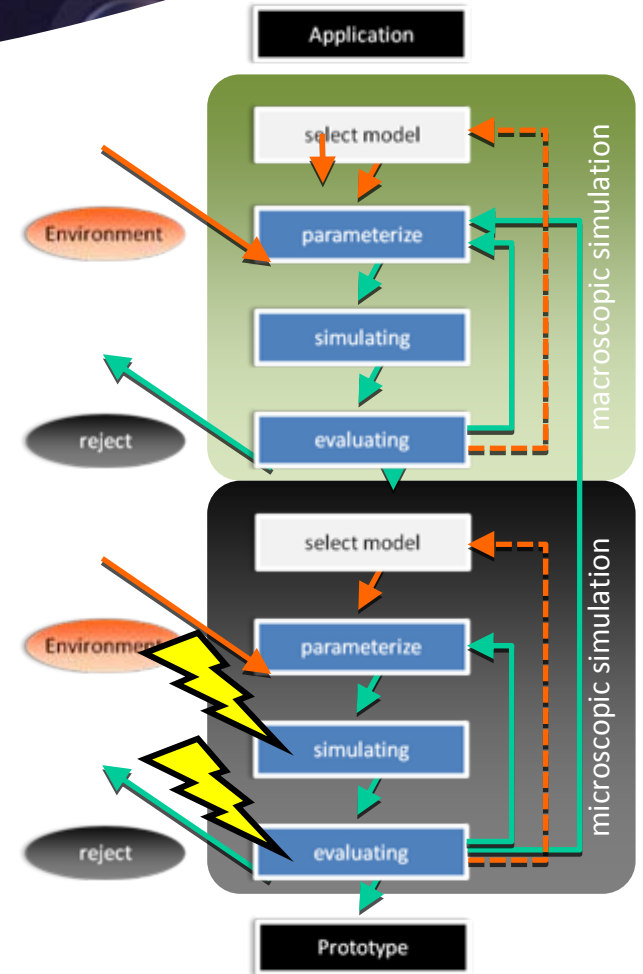 Application
select model
Environment
parameterize
simulating
reject
evaluating
macroscopic simulation
select model
Environment
parameterize
simulating
reject
evaluating
microscopic simulation
Prototype